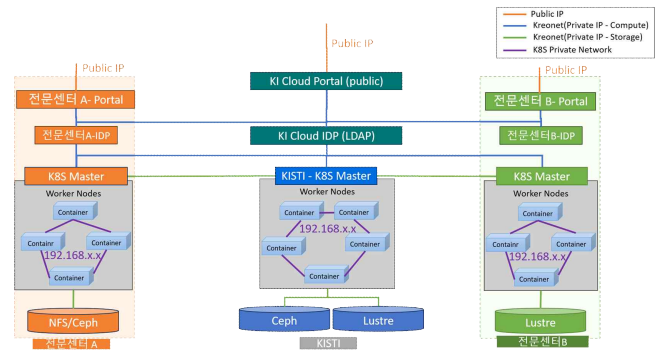 Public IP
Kreonet(Private IP - Compute)
Kreonet(Private IP - Storage)
K8S Private Network
Public IP
Public IP
Public IP
KI Cloud Portal (public)
전문센터 A- Portal
전문센터 B- Portal
전문센터A-IDP
KI Cloud IDP (LDAP)
전문센터B-IDP
K8S Master
KISTI - K8S Master
K8S Master
Worker Nodes
Worker Nodes
Worker Nodes
Container
Containr
Container
192.168.x.x
Container
Container
Container
192.168.x.x
Container
Container
Container
Container
Containr
Container
192.168.x.x
Container
NFS/Ceph
Ceph
Lustre
Lustre
전문센터 A
KISTI
전문센터B